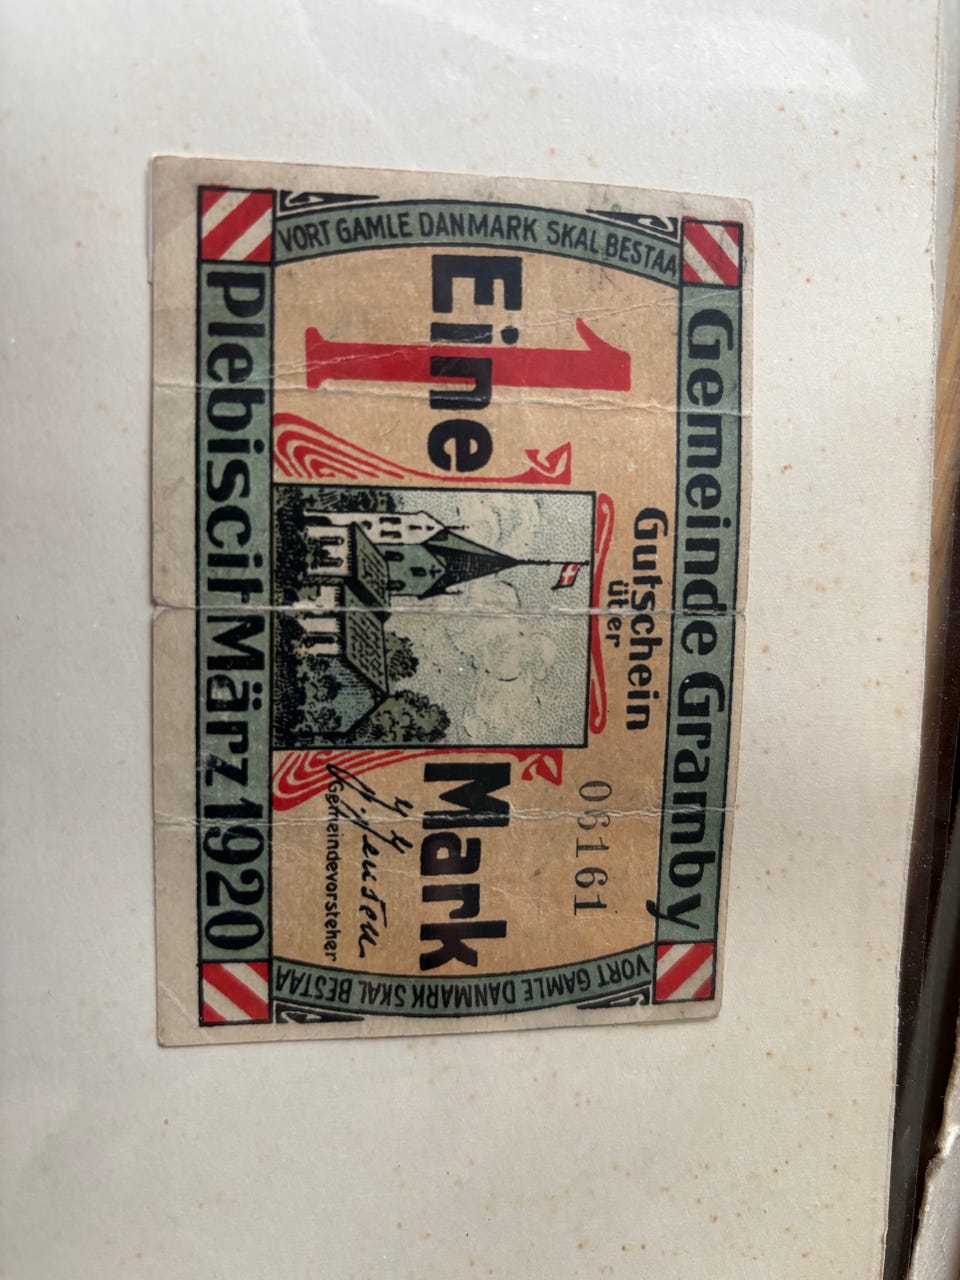 Gemeinde Gramby
Gutschein
über
06161
1
Eine Mark
H. H. Jensen
Gemeindevorsteher
VORT GAMLE DANMARK SKAL BESTAA
VORT GAMLE DANMARK SKAL BESTAA
Plebiscit März 1920